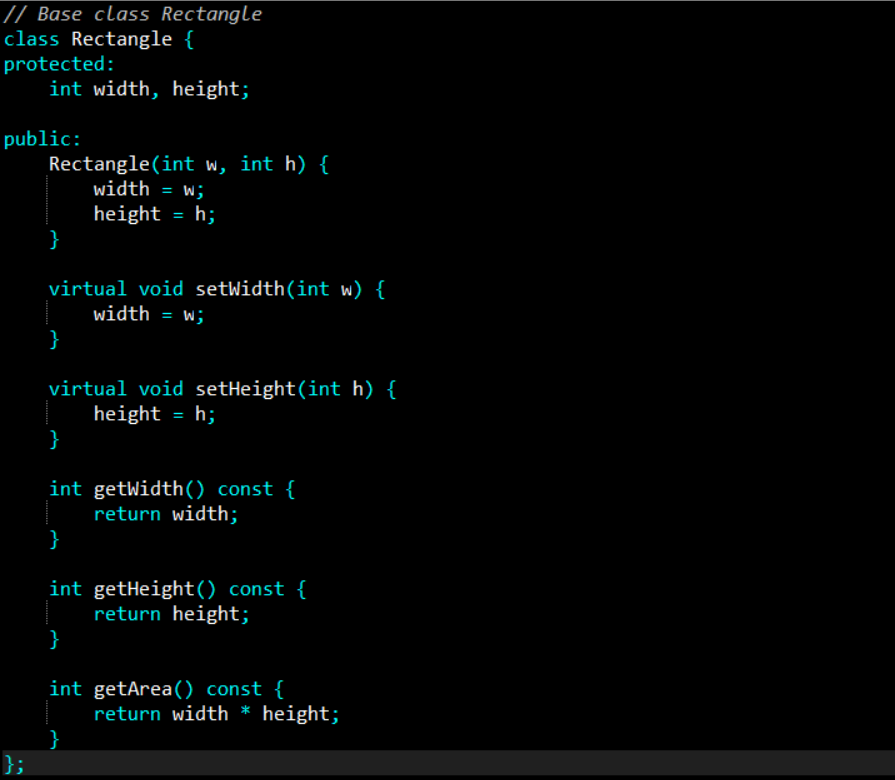 // Base class Rectangle
class Rectangle {
protected:
    int width, height;

public:
    Rectangle(int w, int h) {
        width = w;
        height = h;
    }

    virtual void setWidth(int w) {
        width = w;
    }

    virtual void setHeight(int h) {
        height = h;
    }

    int getWidth() const {
        return width;
    }

    int getHeight() const {
        return height;
    }

    int getArea() const {
        return width * height;
    }
};